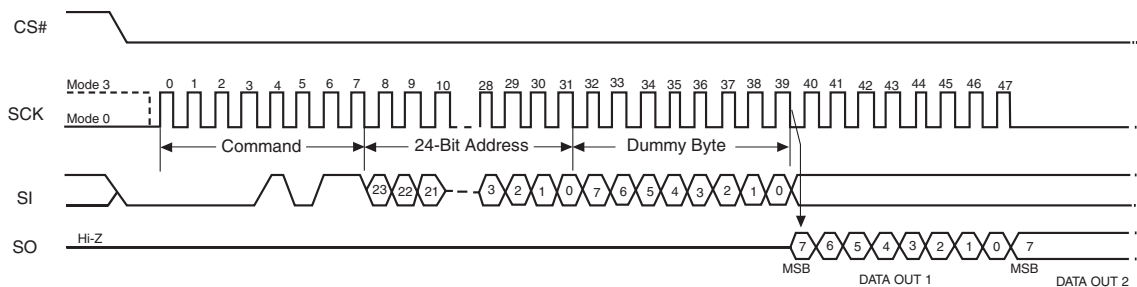 CS#
Mode 3
0 1 2 3 4 5 6 7 8 9 10 28 29 30 31 32 33 34 35 36 37 38 39 40 41 42 43 44 45 46 47
SCK
Mode 0
Command 24-Bit Address Dummy Byte
SI
23 22 21 3 2 1 0 7 6 5 4 3 2 1 0
Hi-Z
SO
7 6 5 4 3 2 1 0 7
MSB DATA OUT 1 MSB DATA OUT 2